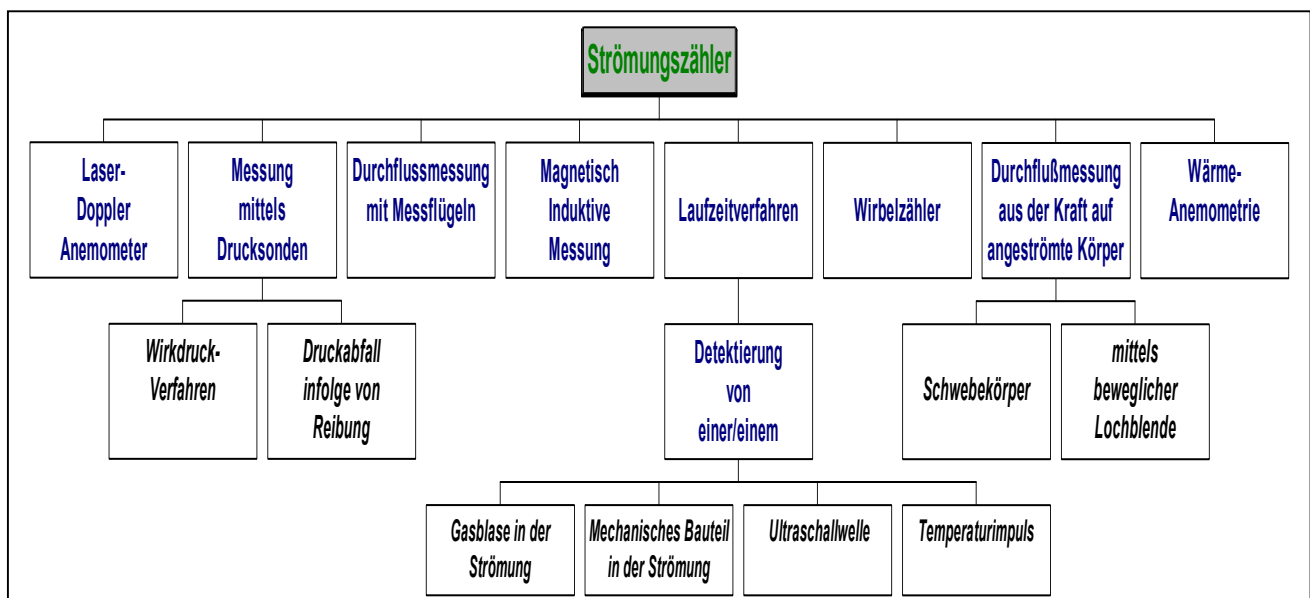 Strömungszähler
Laser-
Doppler
Anemometer
Messung
mittels
Drucksonden
Durchflussmessung
mit Messflügeln
Magnetisch
Induktive
Messung
Laufzeitverfahren
Wirbelzähler
Durchflußmessung
aus der Kraft auf
angeströmte Körper
Wärme-
Anemometrie
Wirkdruck-
Verfahren
Druckabfall
infolge von
Reibung
Detektierung
von
einer/einem
Schwebekörper
mittels
beweglicher
Lochblende
Gasblase in der
Strömung
Mechanisches Bauteil
in der Strömung
Ultraschallwelle
Temperaturimpuls